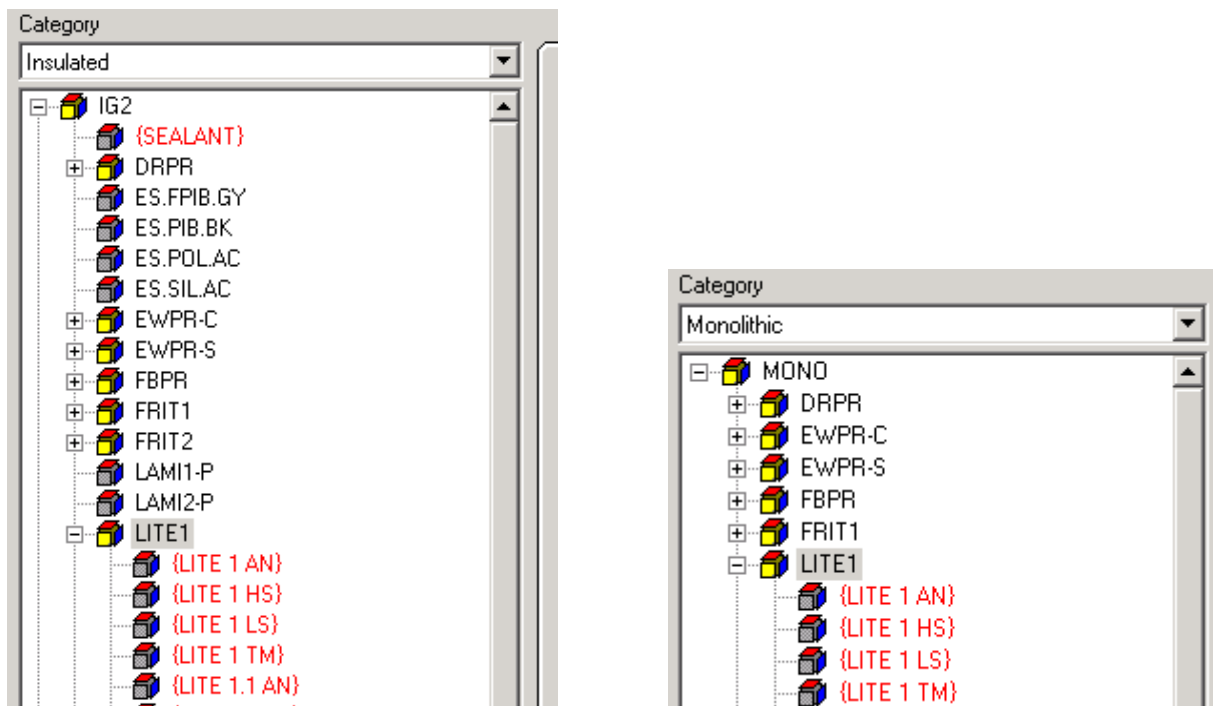 Category
Insulated
IG2
{SEALANT}
DRPR
ES.FPIB.GY
ES.PIB.BK
ES.POL.AC
ES.SIL.AC
EWPR-C
EWPR-S
FBPR
FRIT1
FRIT2
LAMI1-P
LAMI2-P
LITE1
{LITE 1 AN}
{LITE 1 HS}
{LITE 1 LS}
{LITE 1 TM}
{LITE 1.1 AN}
Category
Monolithic
MONO
DRPR
EWPR-C
EWPR-S
FBPR
FRIT1
LITE1
{LITE 1 AN}
{LITE 1 HS}
{LITE 1 LS}
{LITE 1 TM}